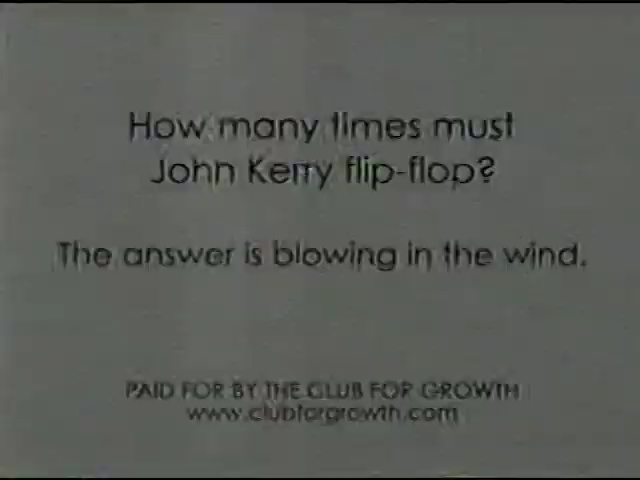 How many times must
John Kerry flip-flop?
The answer is blowing in the wind.
PAID FOR BY THE CLUB FOR GROWTH
www.clubforgrowth.com